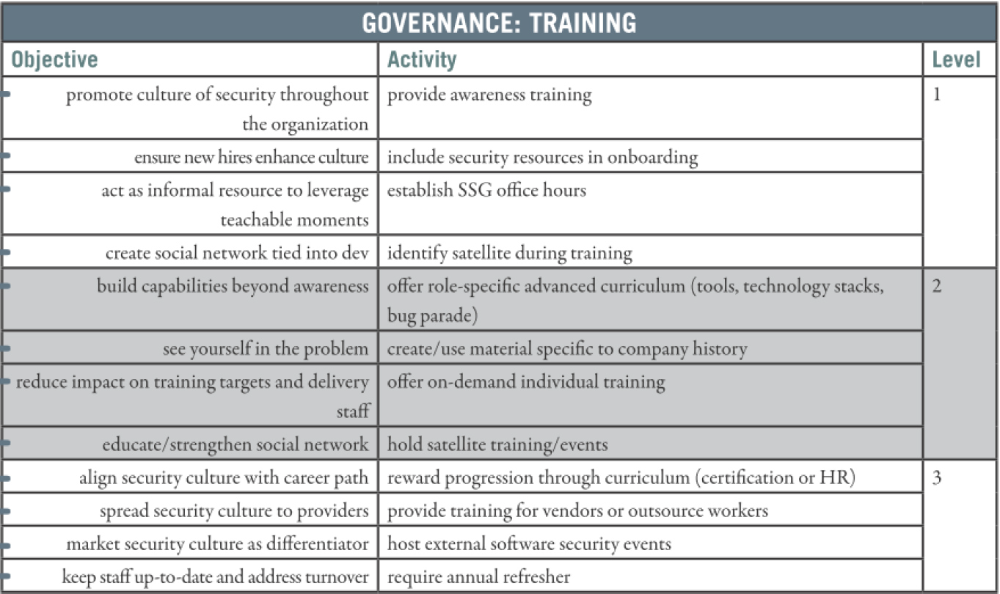 GOVERNANCE: TRAINING
Objective Activity Level
promote culture of security throughout provide awareness training 1
the organization
ensure new hires enhance culture include security resources in onboarding
act as informal resource to leverage establish SSG office hours
teachable moments
create social network tied into dev identify satellite during training
build capabilities beyond awareness offer role-specific advanced curriculum (tools, technology stacks, 2
bug parade)
see yourself in the problem create/use material specific to company history
reduce impact on training targets and delivery offer on-demand individual training
staff
educate/strengthen social network hold satellite training/events
align security culture with career path reward progression through curriculum (certification or HR) 3
spread security culture to providers provide training for vendors or outsource workers
market security culture as differentiator host external software security events
keep staff up-to-date and address turnover require annual refresher